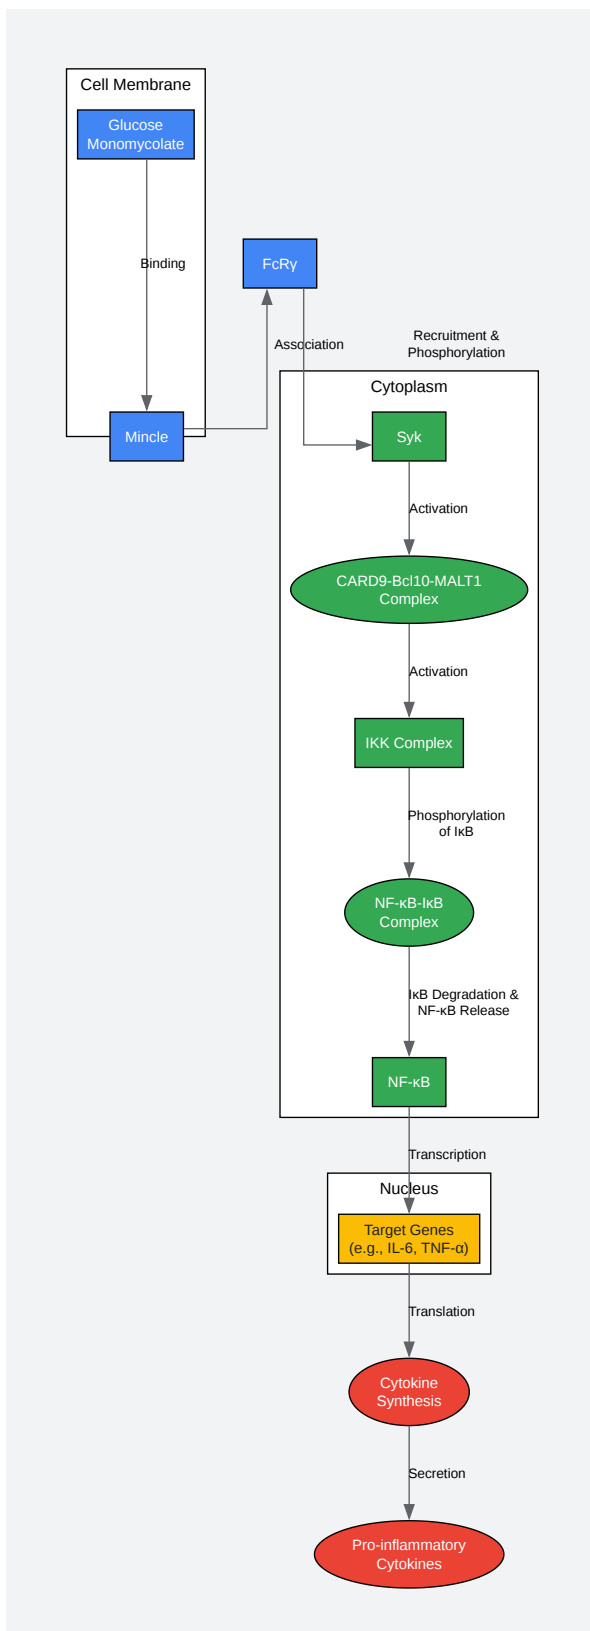 Cell Membrane
Glucose
Monomycolate
Binding
FcRγ
Association
Recruitment &
Phosphorylation
Cytoplasm
Mincle
Syk
Activation
CARD9-Bcl10-MALT1
Complex
Activation
IKK Complex
Phosphorylation
of IκB
NF-κB-IκB
Complex
IκB Degradation &
NF-κB Release
NF-κB
Transcription
Nucleus
Target Genes
(e.g., IL-6, TNF-α)
Translation
Cytokine
Synthesis
Secretion
Pro-inflammatory
Cytokines